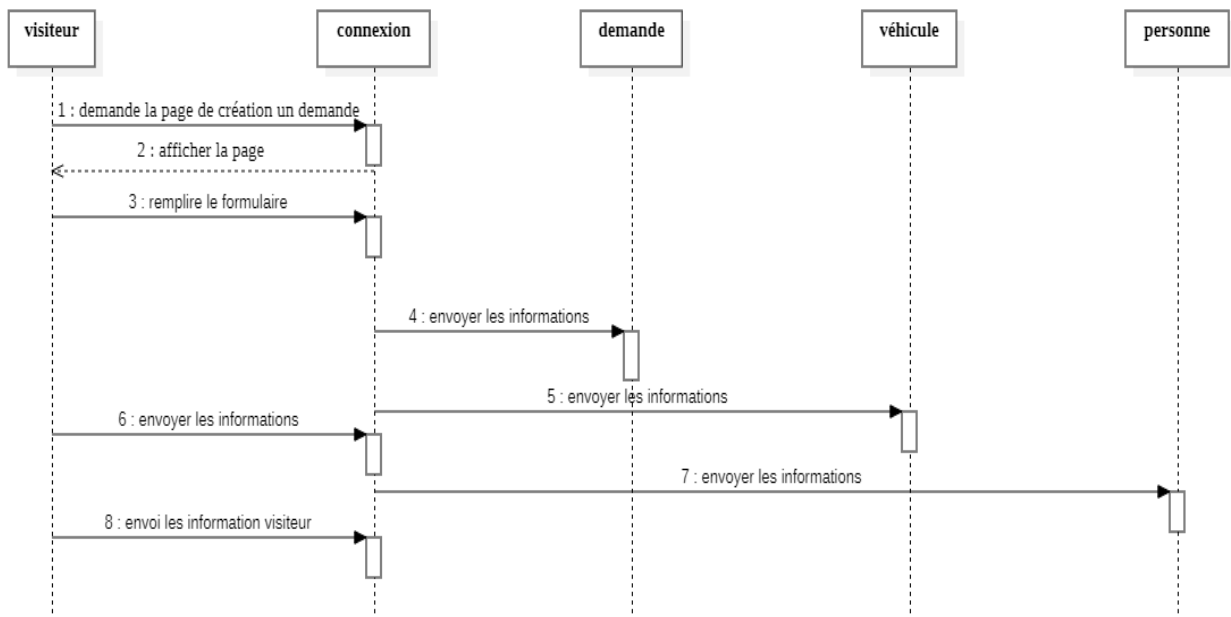 visiteur
connexion
demande
véhicule
personne
1 : demande la page de création un demande
2 : afficher la page
3 : remplire le formulaire
4 : envoyer les informations
5 : envoyer les informations
6 : envoyer les informations
7 : envoyer les informations
8 : envoi les information visiteur